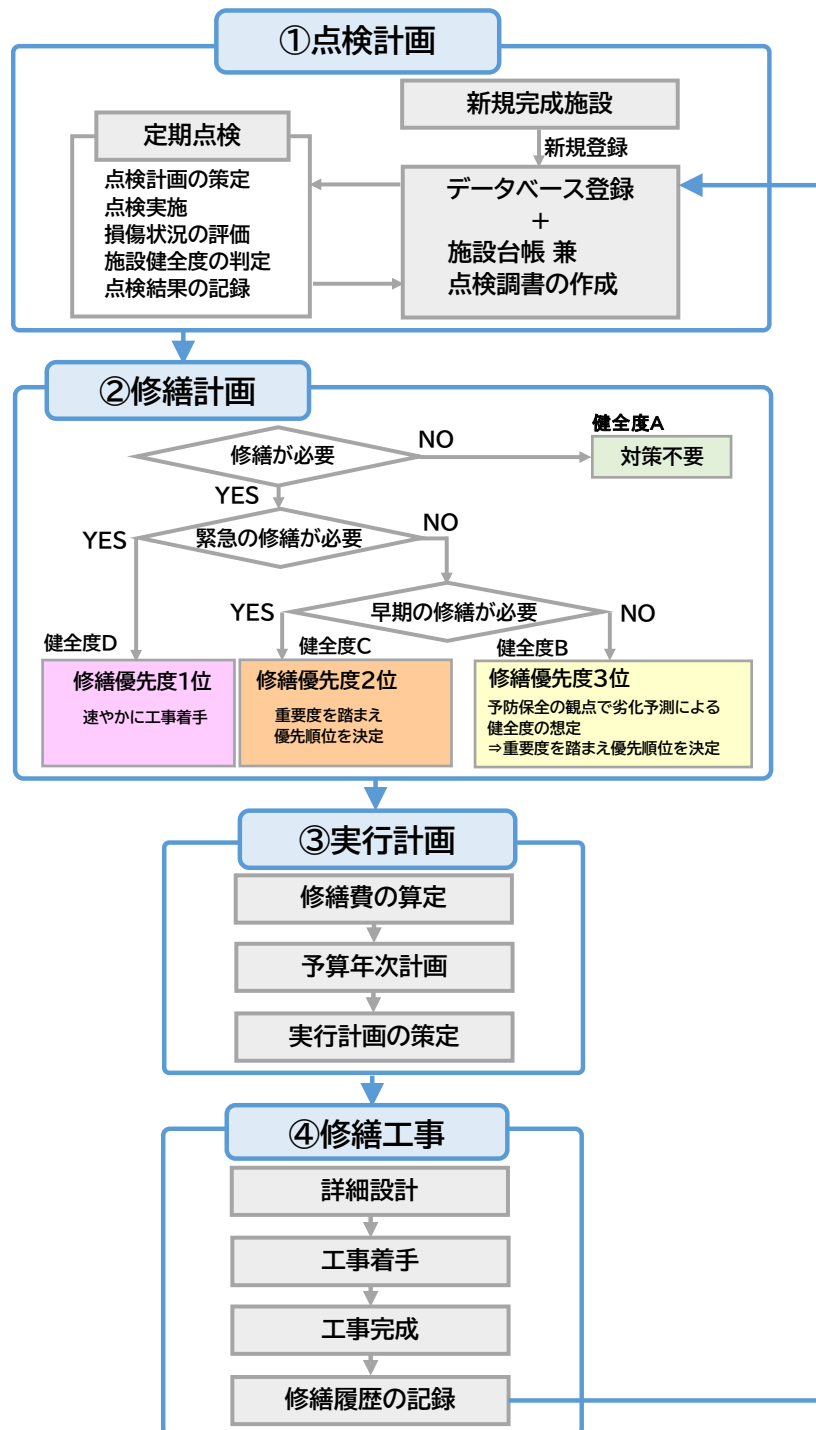 ①点検計画
新規完成施設
新規登録
定期点検
点検計画の策定
点検実施
損傷状況の評価
施設健全度の判定
点検結果の記録
データベース登録
+
施設台帳 兼
点検調書の作成
②修繕計画
修繕が必要
NO
健全度A
対策不要
YES
緊急の修繕が必要
YES
NO
早期の修繕が必要
YES
NO
健全度D
修繕優先度1位
速やかに工事着手
健全度C
修繕優先度2位
重要度を踏まえ
優先順位を決定
健全度B
修繕優先度3位
予防保全の観点で劣化予測による
健全度の想定
⇒重要度を踏まえ優先順位を決定
③実行計画
修繕費の算定
予算年次計画
実行計画の策定
④修繕工事
詳細設計
工事着手
工事完成
修繕履歴の記録